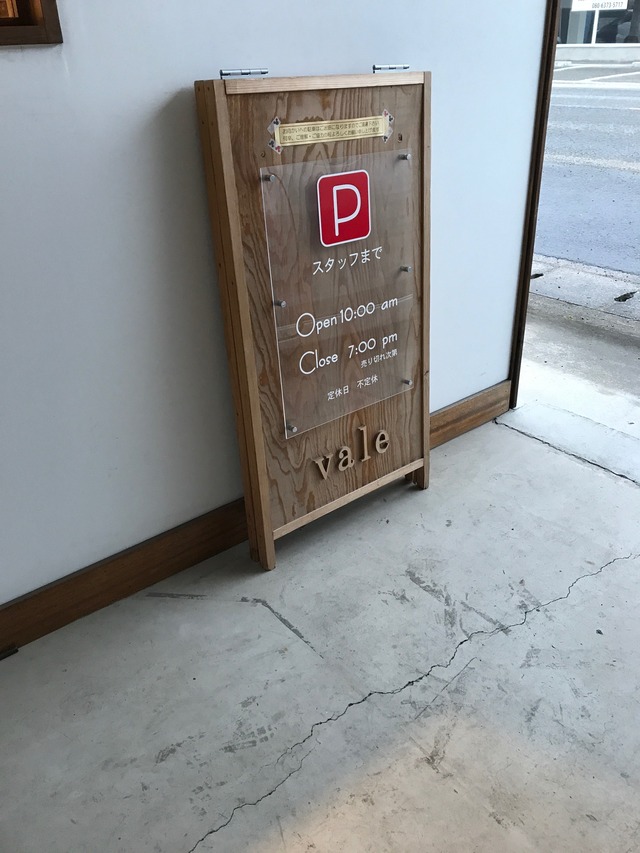 P
スタッフまで
Open 10:00 am
Close 7:00 pm
売り切れ次第
定休日 不定休
vale